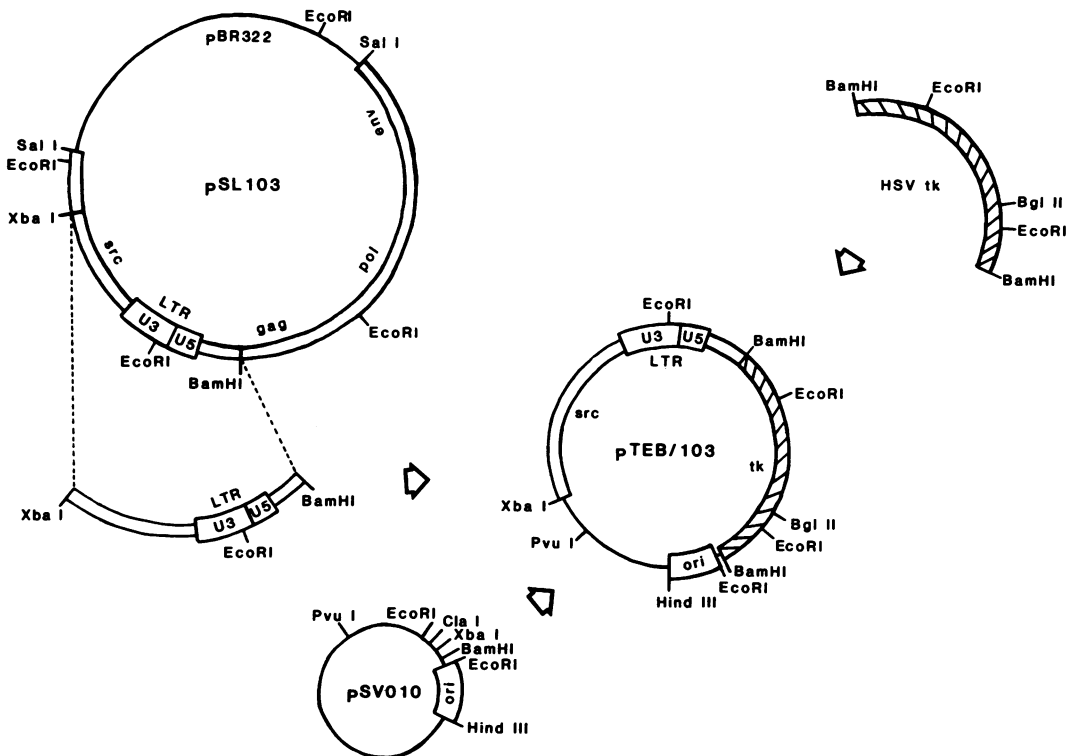 EcoRI
pBR322
Sal I
env
Sal I
EcoRI
pSL103
Xba I
src
pol
LTR
U3
U5
gag
EcoRI
EcoRI
BamHI
Xba I
LTR
U3
U5
BamHI
EcoRI
BamHI
EcoRI
HSV tk
Bgl II
EcoRI
BamHI
EcoRI
U3
U5
LTR
BamHI
EcoRI
src
pTEB/103
tk
Xba I
Bgl II
EcoRI
Pvu I
ori
BamHI
EcoRI
Hind III
Pvu I
EcoRI
Cla I
Xba I
BamHI
EcoRI
pSV010
ori
Hind III